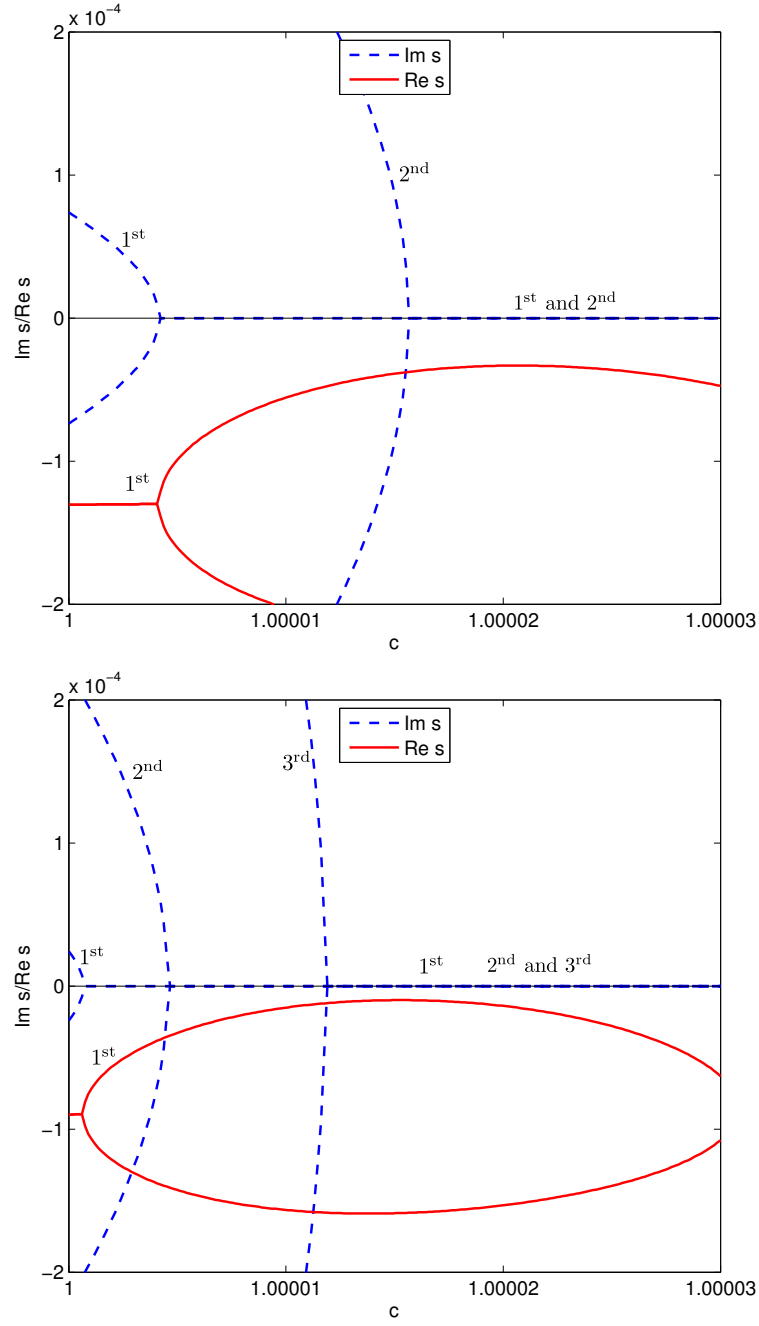 x 10⁻⁴
2
Im s
Re s
2ⁿᵈ
1
1ˢᵗ
1ˢᵗ and 2ⁿᵈ
0
Im s/Re s
−1
1ˢᵗ
−2
1 1.00001 1.00002 1.00003
c
x 10⁻⁴
2
Im s
Re s
2ⁿᵈ
3ʳᵈ
1
1ˢᵗ
1ˢᵗ 2ⁿᵈ and 3ʳᵈ
0
Im s/Re s
1ˢᵗ
−1
−2
1 1.00001 1.00002 1.00003
c